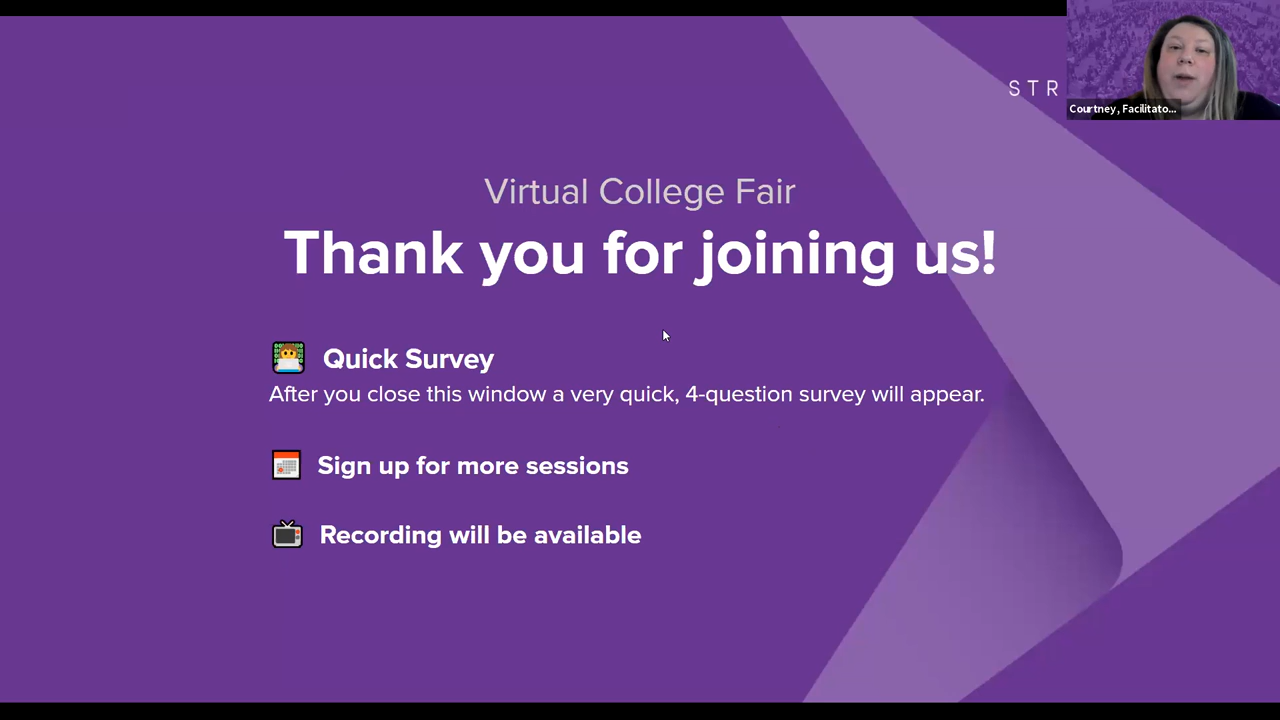 STR
Courtney, Facilitato...
Virtual College Fair
Thank you for joining us!
Quick Survey
After you close this window a very quick, 4-question survey will appear.
Sign up for more sessions
Recording will be available